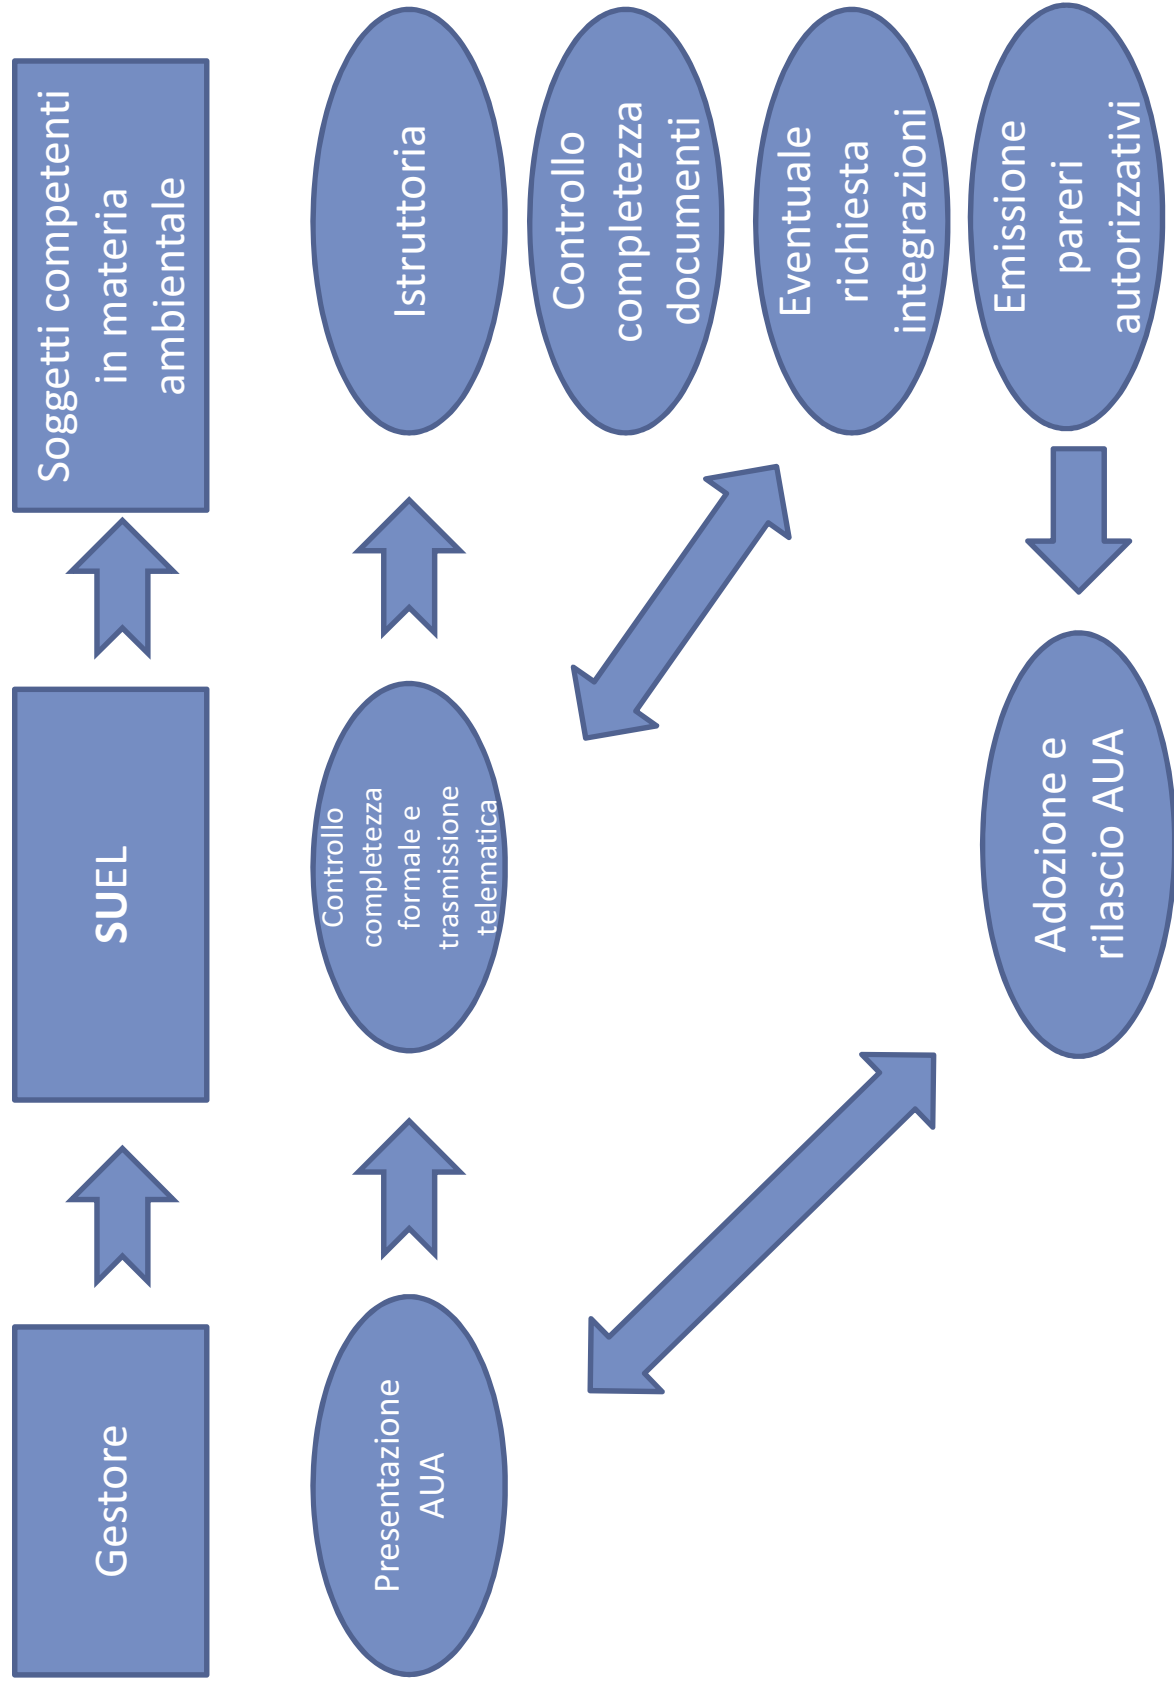 Gestore
SUEL
Soggetti competenti
in materia
ambientale
Presentazione
AUA
Controllo
completezza
formale e
trasmissione
telematica
Istruttoria
Controllo
completezza
documenti
Eventuale
richiesta
integrazioni
Adozione e
rilascio AUA
Emissione
pareri
autorizzativi